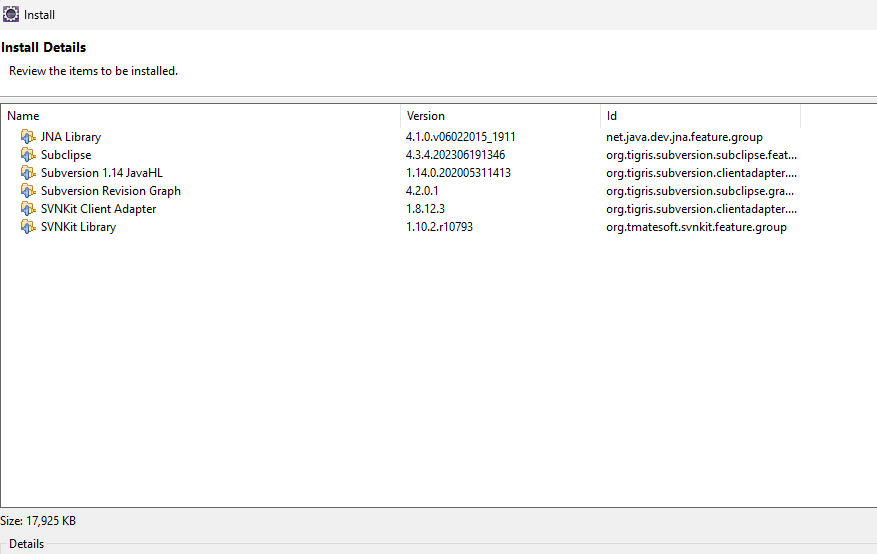 Install
Install Details
Review the items to be installed.
Name Version Id
JNA Library 4.1.0.v06022015_1911 net.java.dev.jna.feature.group
Subclipse 4.3.4.202306191346 org.tigris.subversion.subclipse.feat...
Subversion 1.14 JavaHL 1.14.0.202005311413 org.tigris.subversion.clientadapter....
Subversion Revision Graph 4.2.0.1 org.tigris.subversion.subclipse.gra...
SVNKit Client Adapter 1.8.12.3 org.tigris.subversion.clientadapter....
SVNKit Library 1.10.2.r10793 org.tmatesoft.svnkit.feature.group
Size: 17,925 KB
Details